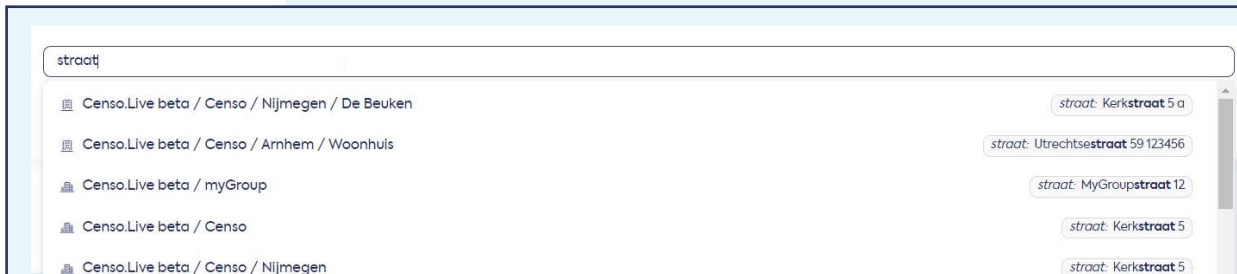 straat
Censo.Live beta / Censo / Nijmegen / De Beuken straat: Kerkstraat 5 a
Censo.Live beta / Censo / Arnhem / Woonhuis straat: Utrechtsestraat 59 123456
Censo.Live beta / myGroup straat: MyGroupstraat 12
Censo.Live beta / Censo straat: Kerkstraat 5
Censo.Live beta / Censo / Nijmegen straat: Kerkstraat 5